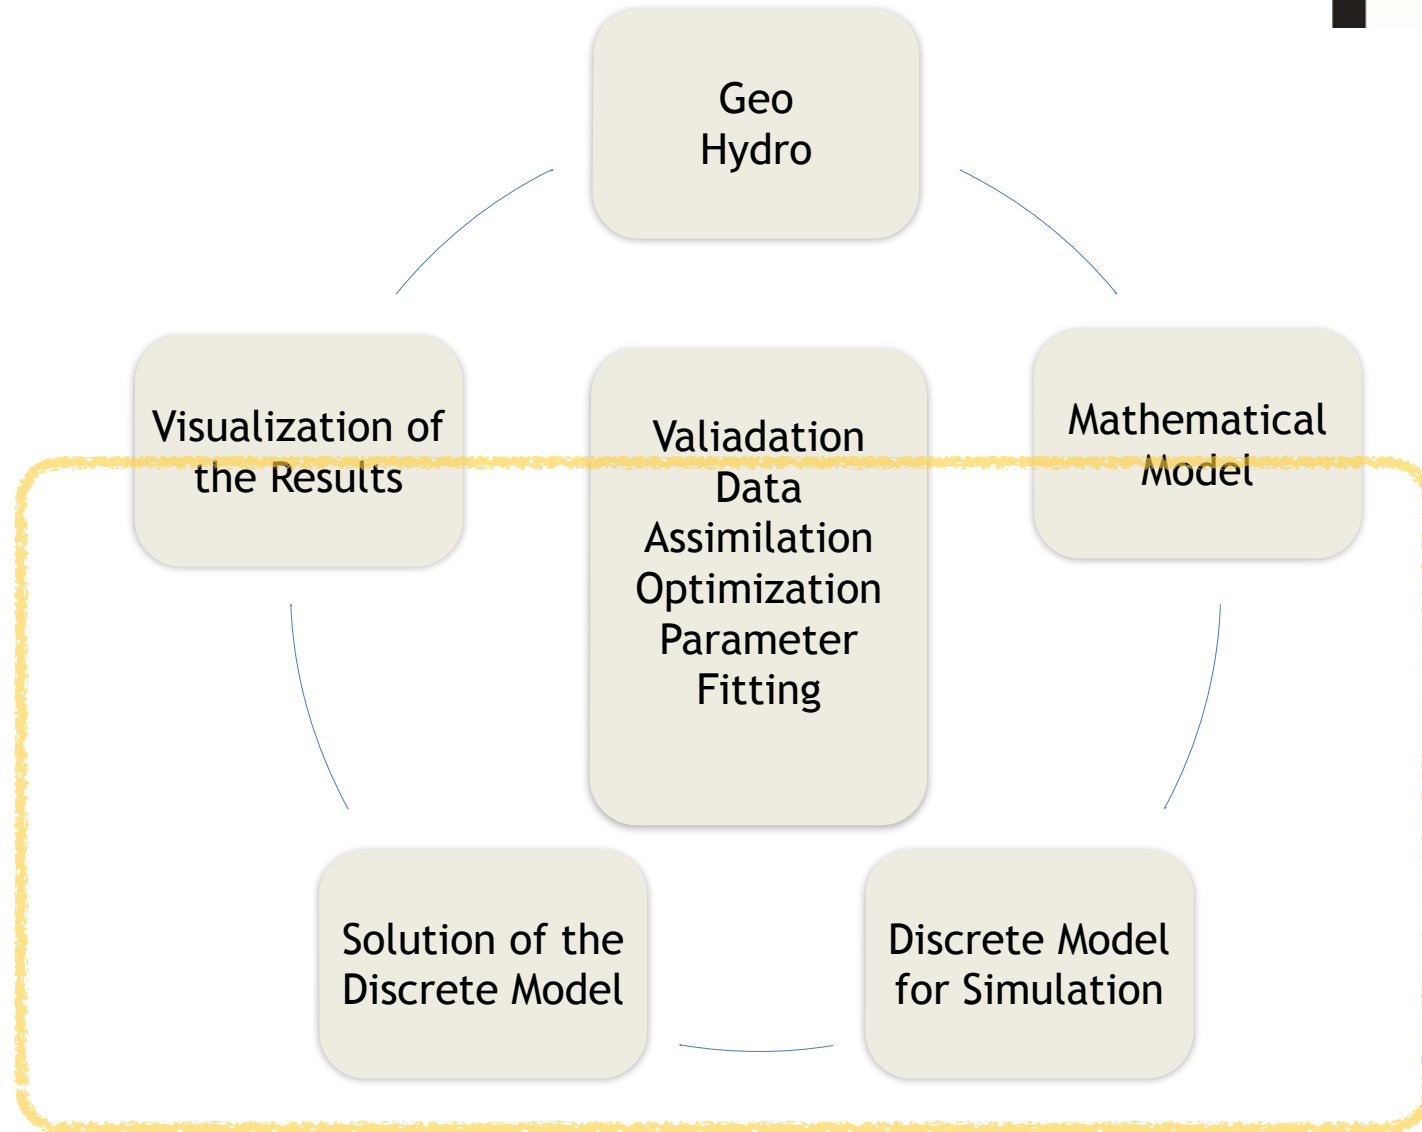 Geo
Hydro
Visualization of
the Results
Valiadation
Data
Assimilation
Optimization
Parameter
Fitting
Mathematical
Model
Solution of the
Discrete Model
Discrete Model
for Simulation